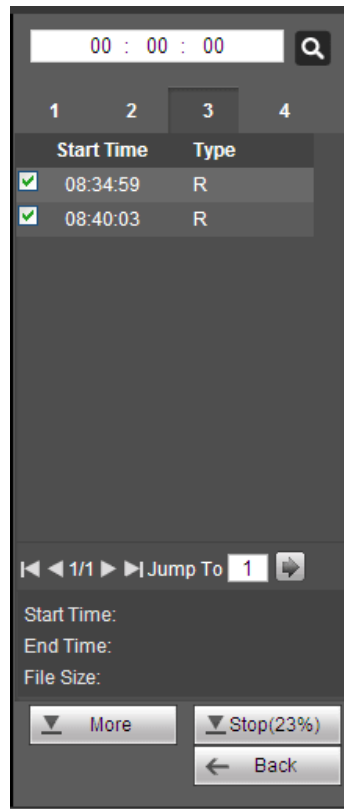 00 : 00 : 00
1 2 3 4
Start Time Type
08:34:59 R
08:40:03 R
1/1 Jump To 1
Start Time:
End Time:
File Size:
More Stop(23%)
Back